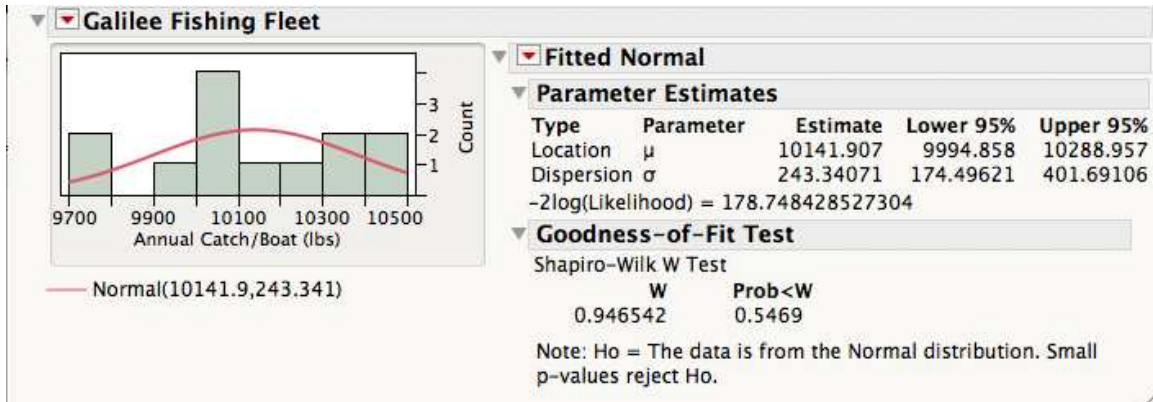 Galilee Fishing Fleet
3
2
1
Count
9700 9900 10100 10300 10500
Annual Catch/Boat (lbs)
Normal(10141.9,243.341)
Fitted Normal
Parameter Estimates
Type Parameter Estimate Lower 95% Upper 95%
Location μ 10141.907 9994.858 10288.957
Dispersion σ 243.34071 174.49621 401.69106
-2log(Likelihood) = 178.748428527304
Goodness-of-Fit Test
Shapiro-Wilk W Test
W Prob<W
0.946542 0.5469
Note: Ho = The data is from the Normal distribution. Small
p-values reject Ho.